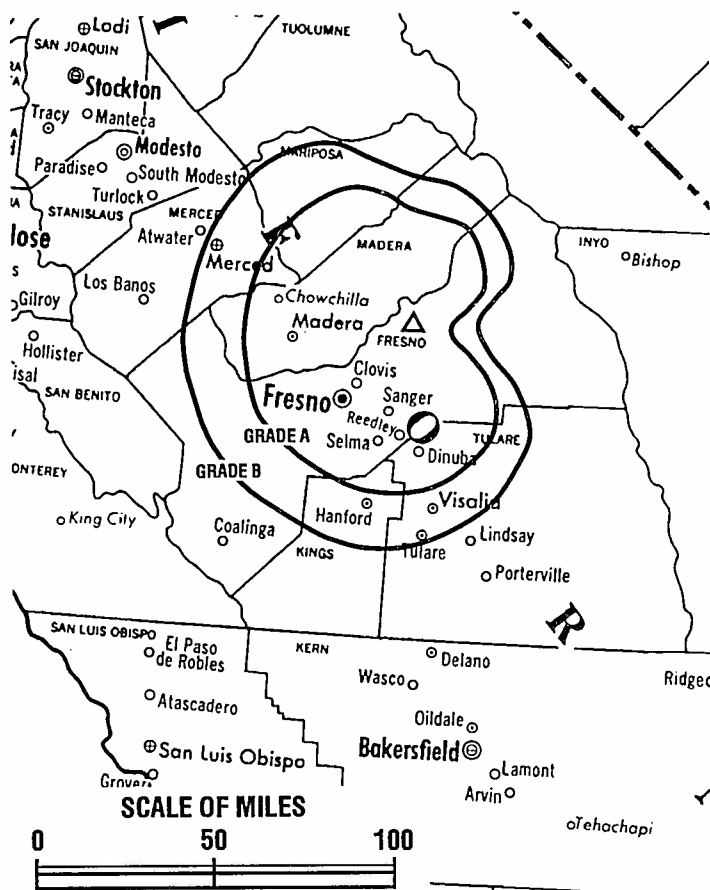 Lodi
TUOLUMNE
SAN JOAQUIN
Stockton
Tracy
Manteca
Modesto
MARIPOSA
Paradise
South Modesto
Turlock
STANISLAUS
MERCED
Atwater
Merced
MADERA
INYO
Bishop
Los Banos
Gilroy
Chowchilla
Madera
FRESNO
Hollister
Clovis
SAN BENITO
Fresno
Sanger
Reedley
GRADE A
Selma
TULARE
Dinuba
GRADE B
Visalia
Hanford
King City
Coalinga
Tulare
Lindsay
KINGS
Porterville
R
SAN LUIS OBISPO
El Paso
de Robles
KERN
Delano
Wasco
Atascadero
Oildale
San Luis Obispo
Bakersfield
Grover
Lamont
Arvin
Tehachapi
SCALE OF MILES
0 50 100